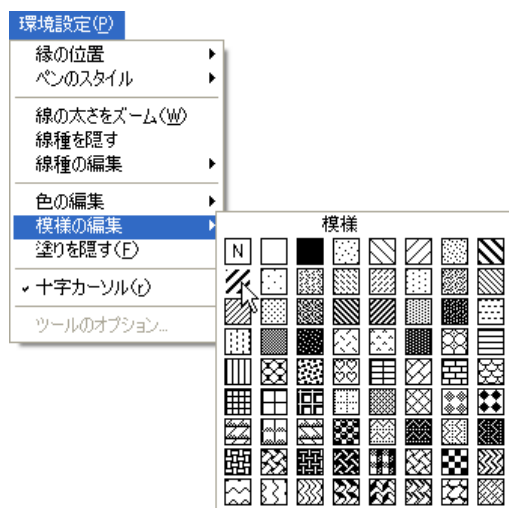 環境設定(P)
縁の位置
ペンのスタイル
線の太さをズーム(W)
線種を隠す
線種の編集
色の編集
模様の編集
塗りを隠す(F)
十字カーソル(r)
ツールのオプション...
模様
N